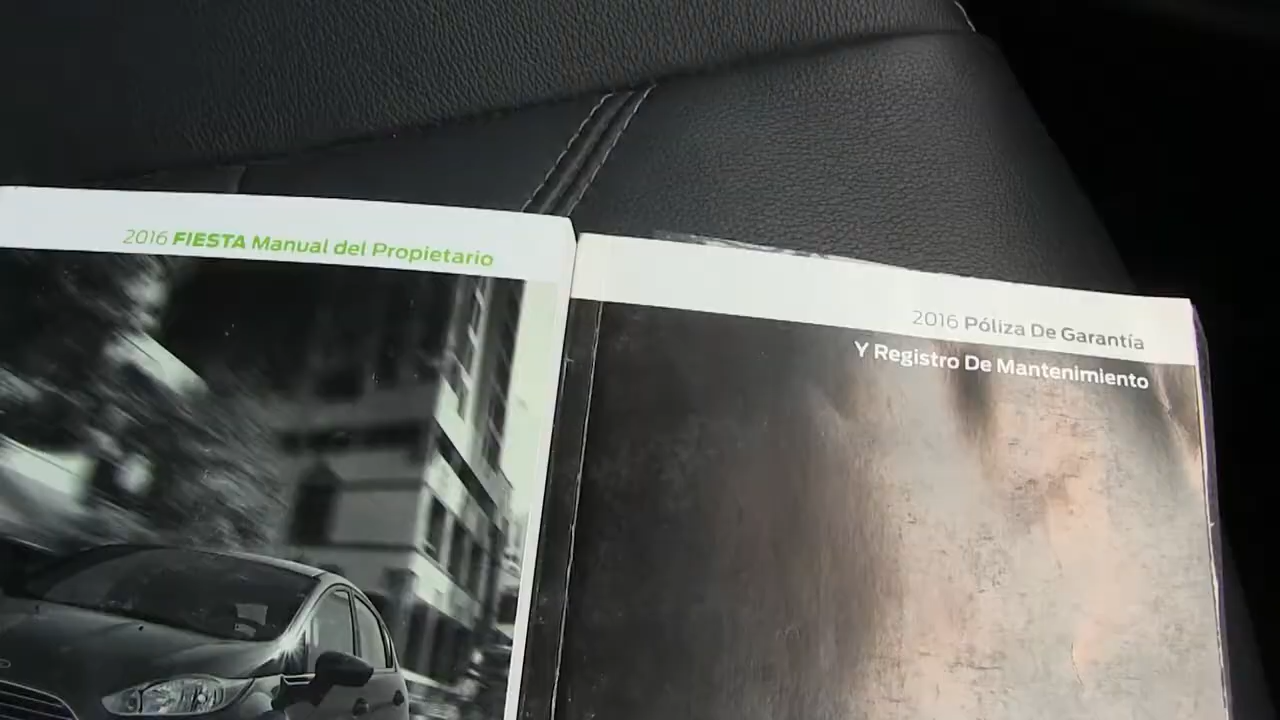 2016 FIESTA Manual del Propietario
2016 Póliza De Garantía
Y Registro De Mantenimiento